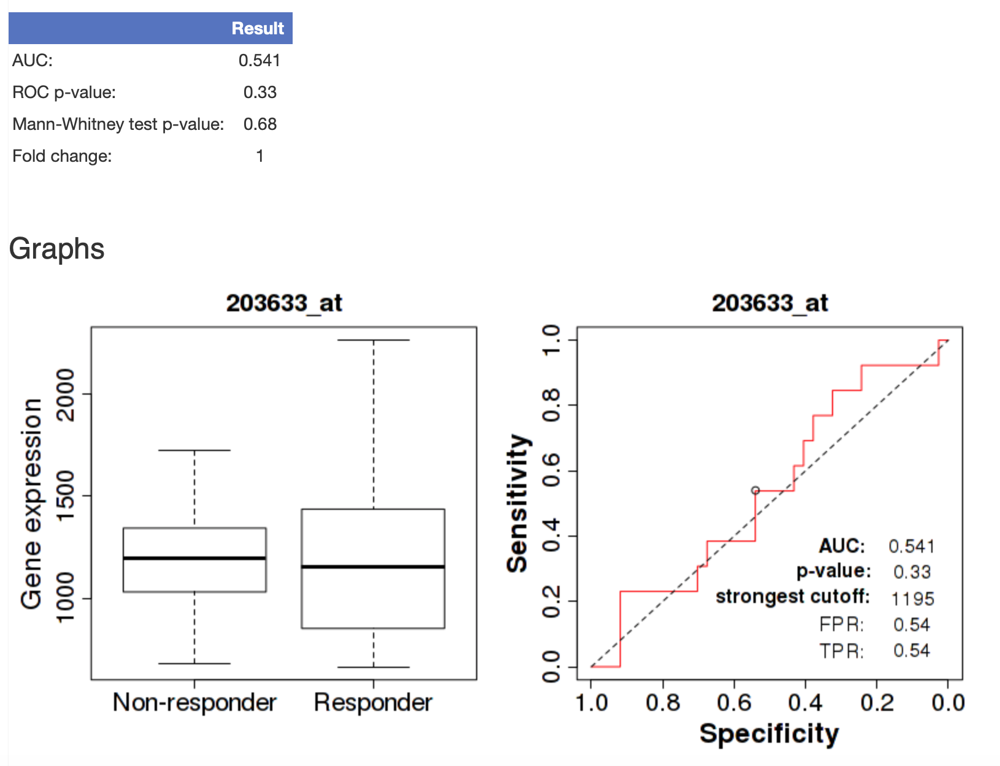 Result
AUC: 0.541
ROC p-value: 0.33
Mann-Whitney test p-value: 0.68
Fold change: 1
Graphs
203633_at
Gene expression
2000
1500
1000
Non-responder Responder
203633_at
Sensitivity
1.0
0.8
0.6
0.4
0.2
0.0
AUC: 0.541
p-value: 0.33
strongest cutoff: 1195
FPR: 0.54
TPR: 0.54
1.0 0.8 0.6 0.4 0.2 0.0
Specificity